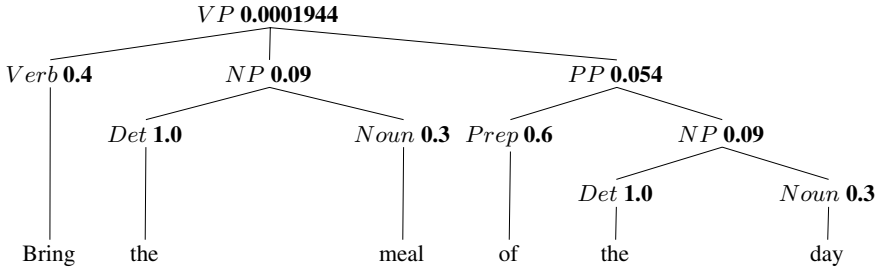 VP 0.0001944
Verb 0.4 NP 0.09 PP 0.054
Det 1.0 Noun 0.3 Prep 0.6 NP 0.09
Det 1.0 Noun 0.3
Bring the meal of the day